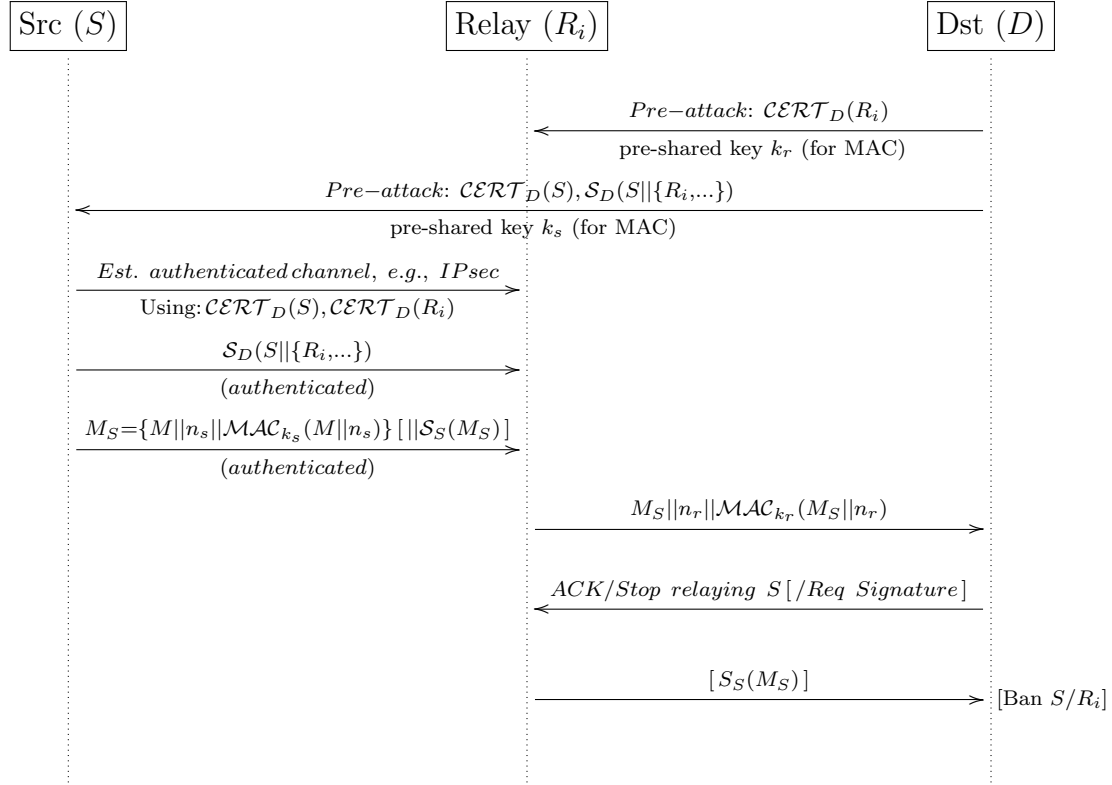 Src (S) Relay (R_i) Dst (D)
Pre−attack: 𝒞ℰℛ𝒯_D(R_i)
pre-shared key k_r (for MAC)
Pre−attack: 𝒞ℰℛ𝒯_D(S),𝒮_D(S||{R_i,...})
pre-shared key k_s (for MAC)
Est. authenticated channel, e.g., IPsec
Using: 𝒞ℰℛ𝒯_D(S),𝒞ℰℛ𝒯_D(R_i)
𝒮_D(S||{R_i,...})
(authenticated)
M_S={M||n_s||ℳ𝒜𝒞_{k_s}(M||n_s)} [ ||𝒮_S(M_S) ]
(authenticated)
M_S||n_r||ℳ𝒜𝒞_{k_r}(M_S||n_r)
ACK/Stop relaying S [ /Req Signature ]
[ S_S(M_S) ]
[Ban S/R_i]